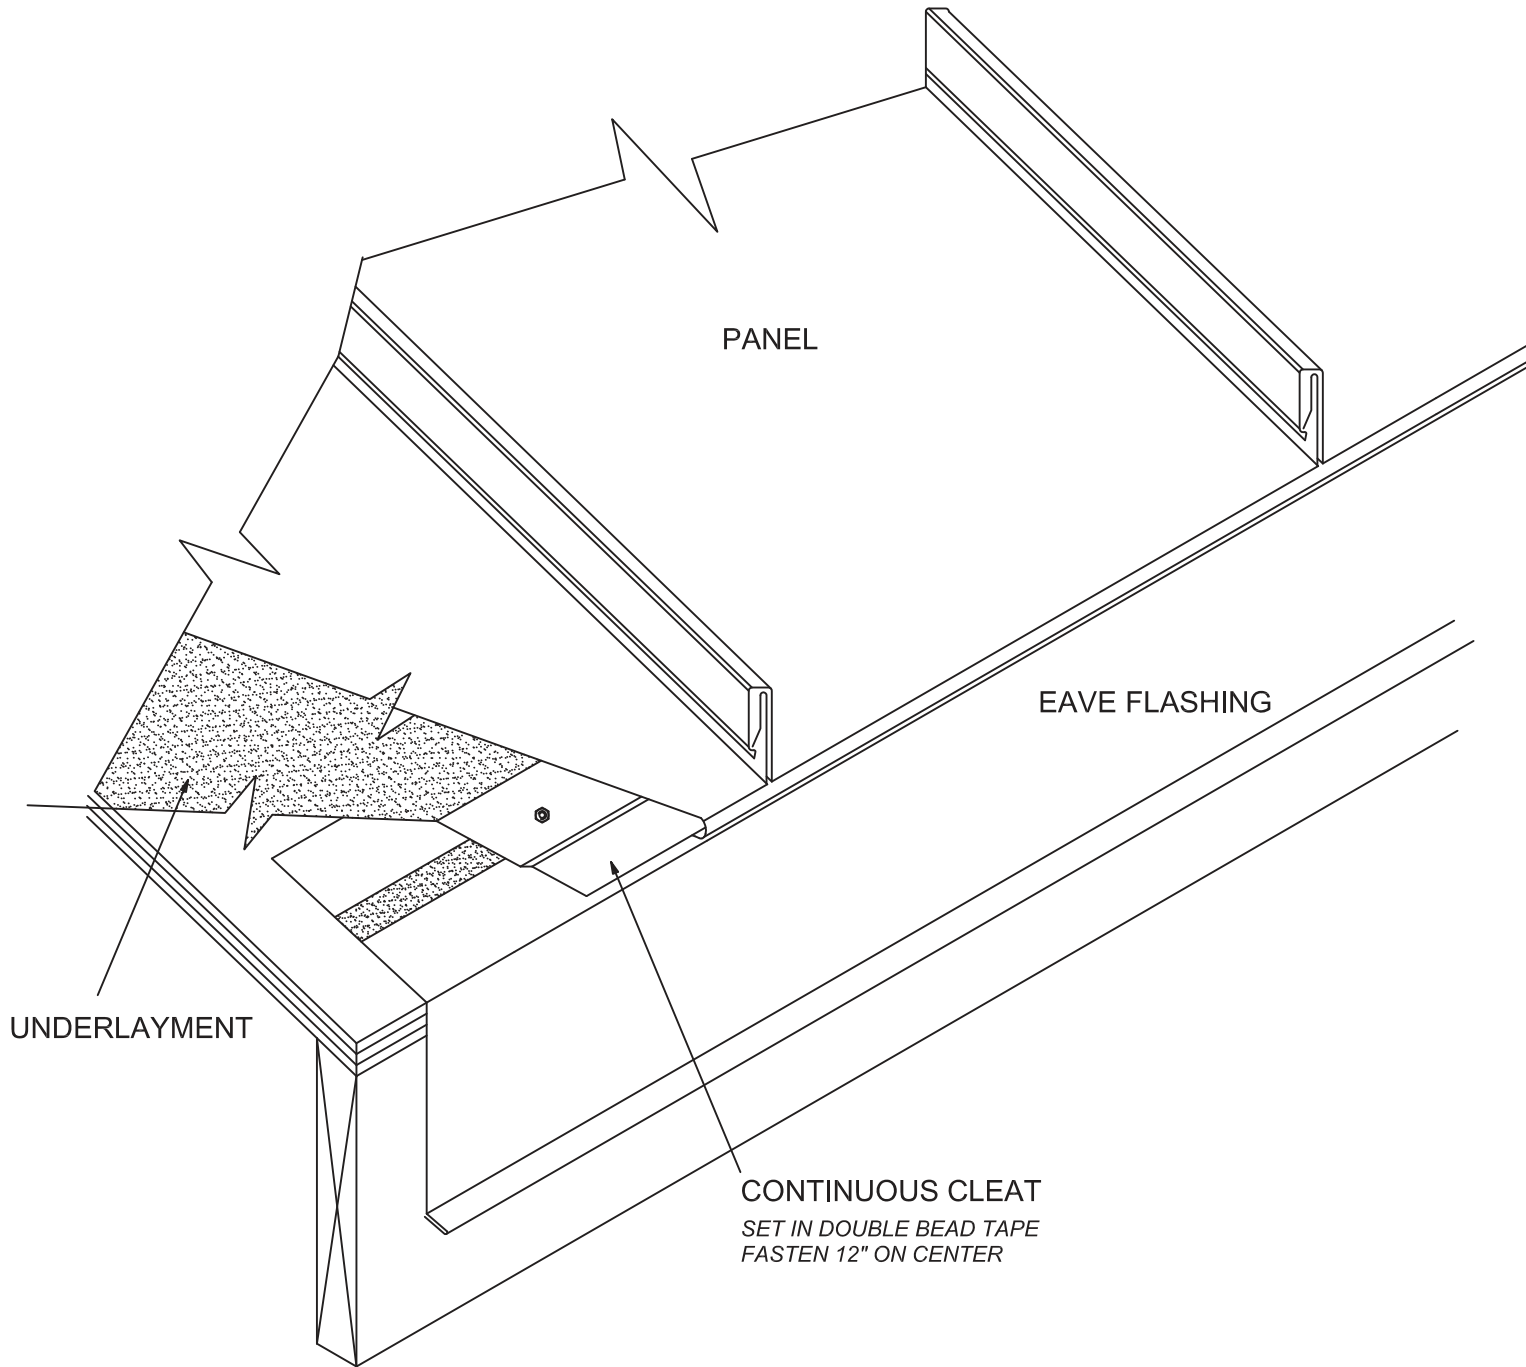 PANEL
EAVE FLASHING
UNDERLAYMENT
CONTINUOUS CLEAT
SET IN DOUBLE BEAD TAPE
FASTEN 12" ON CENTER